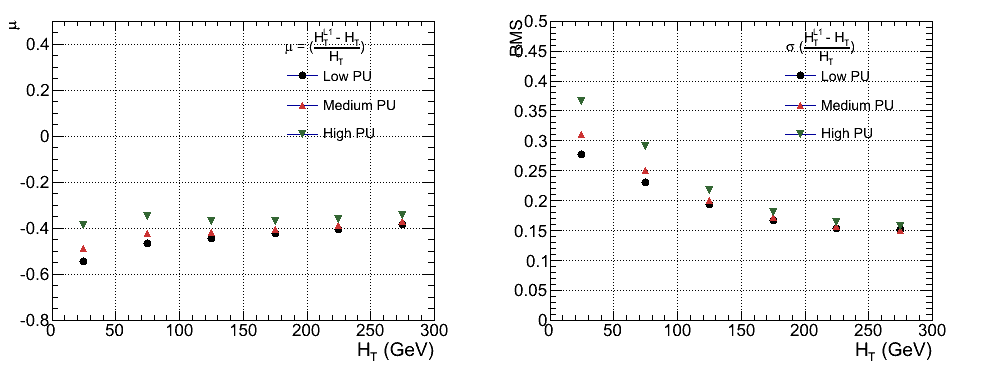 μ
0.4
0.2
0
-0.2
-0.4
-0.6
-0.8
0 50 100 150 200 250 300
H_T (GeV)
μ = (H_T^L1 - H_T / H_T)
Low PU
Medium PU
High PU
RMS
0.5
0.45
0.4
0.35
0.3
0.25
0.2
0.15
0.1
0.05
0
0 50 100 150 200 250 300
H_T (GeV)
σ (H_T^L1 - H_T / H_T)
Low PU
Medium PU
High PU